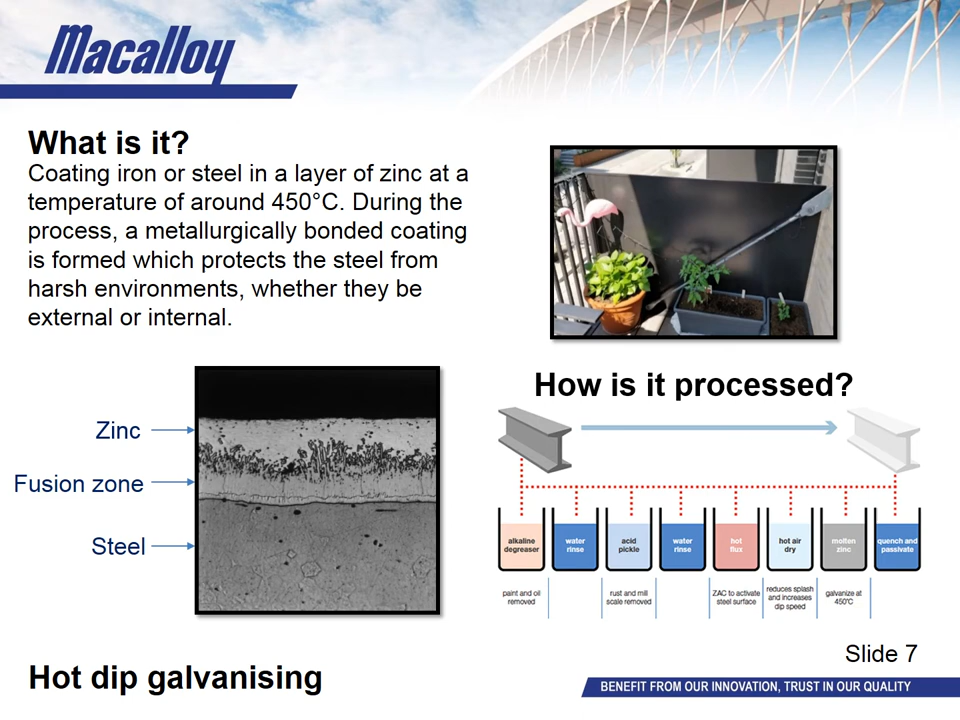 Macalloy
What is it?
Coating iron or steel in a layer of zinc at a
temperature of around 450°C. During the
process, a metallurgically bonded coating
is formed which protects the steel from
harsh environments, whether they be
external or internal.
Zinc
Fusion zone
Steel
How is it processed?
alkaline
degreaser
water
rinse
acid
pickle
water
rinse
hot
flux
hot air
dry
molten
zinc
quench and
passivate
paint and oil
removed
rust and mill
scale removed
ZAC to activate
steel surface
reduces splash
and increases
dip speed
galvanize at
450°C
Hot dip galvanising
Slide 7
BENEFIT FROM OUR INNOVATION, TRUST IN OUR QUALITY